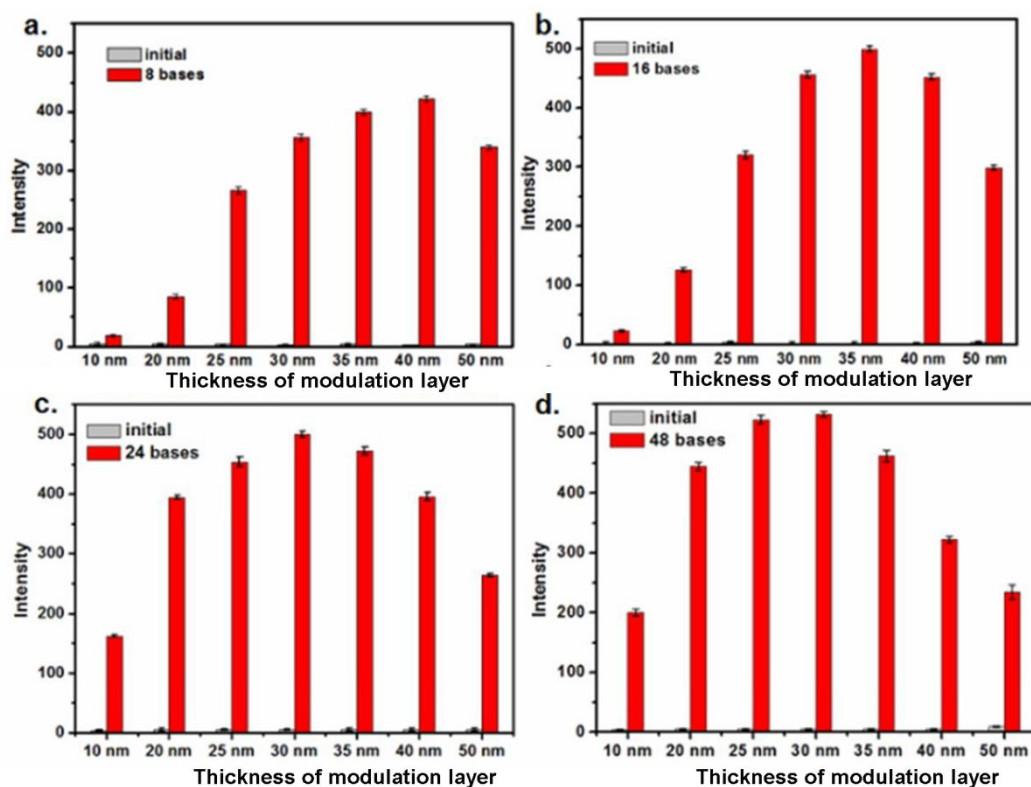 a.
initial
8 bases
500
400
300
200
100
0
Intensity
10 nm 20 nm 25 nm 30 nm 35 nm 40 nm 50 nm
Thickness of modulation layer
b.
initial
16 bases
500
400
300
200
100
0
Intensity
10 nm 20 nm 25 nm 30 nm 35 nm 40 nm 50 nm
Thickness of modulation layer
c.
initial
24 bases
500
400
300
200
100
0
Intensity
10 nm 20 nm 25 nm 30 nm 35 nm 40 nm 50 nm
Thickness of modulation layer
d.
initial
48 bases
500
400
300
200
100
0
Intensity
10 nm 20 nm 25 nm 30 nm 35 nm 40 nm 50 nm
Thickness of modulation layer